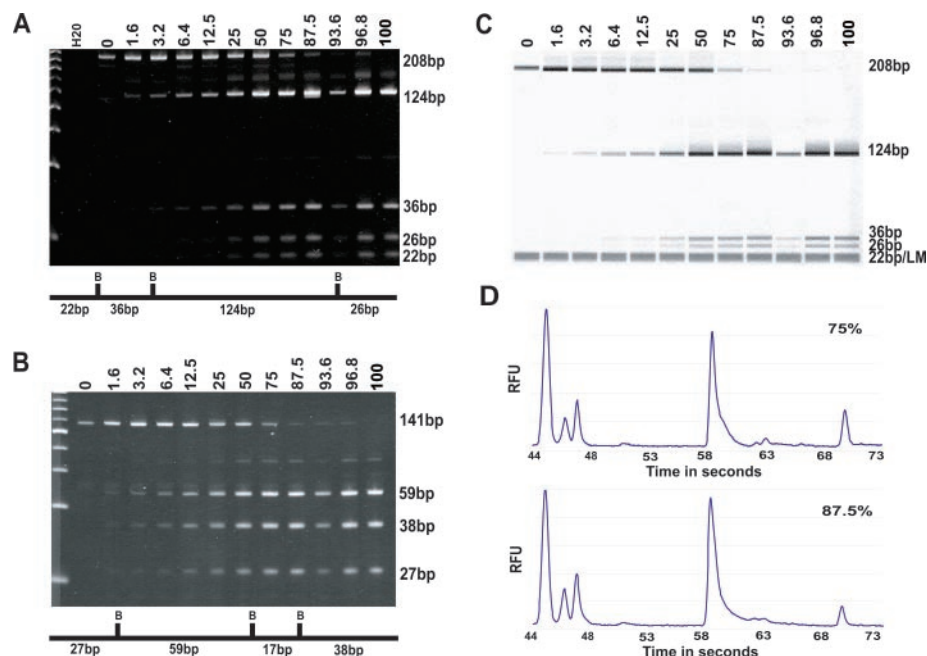 A
H20 0 1.6 3.2 6.4 12.5 25 50 75 87.5 93.6 96.8 100
208bp
124bp
36bp
26bp
22bp
B B B
22bp 36bp 124bp 26bp
B
0 1.6 3.2 6.4 12.5 25 50 75 87.5 93.6 96.8 100
141bp
59bp
38bp
27bp
B B B
27bp 59bp 17bp 38bp
C
0 1.6 3.2 6.4 12.5 25 50 75 87.5 93.6 96.8 100
208bp
124bp
36bp
26bp
22bp/LM
D
75%
RFU
44 48 53 58 63 68 73
Time in seconds
87.5%
RFU
44 48 53 58 63 68 73
Time in seconds